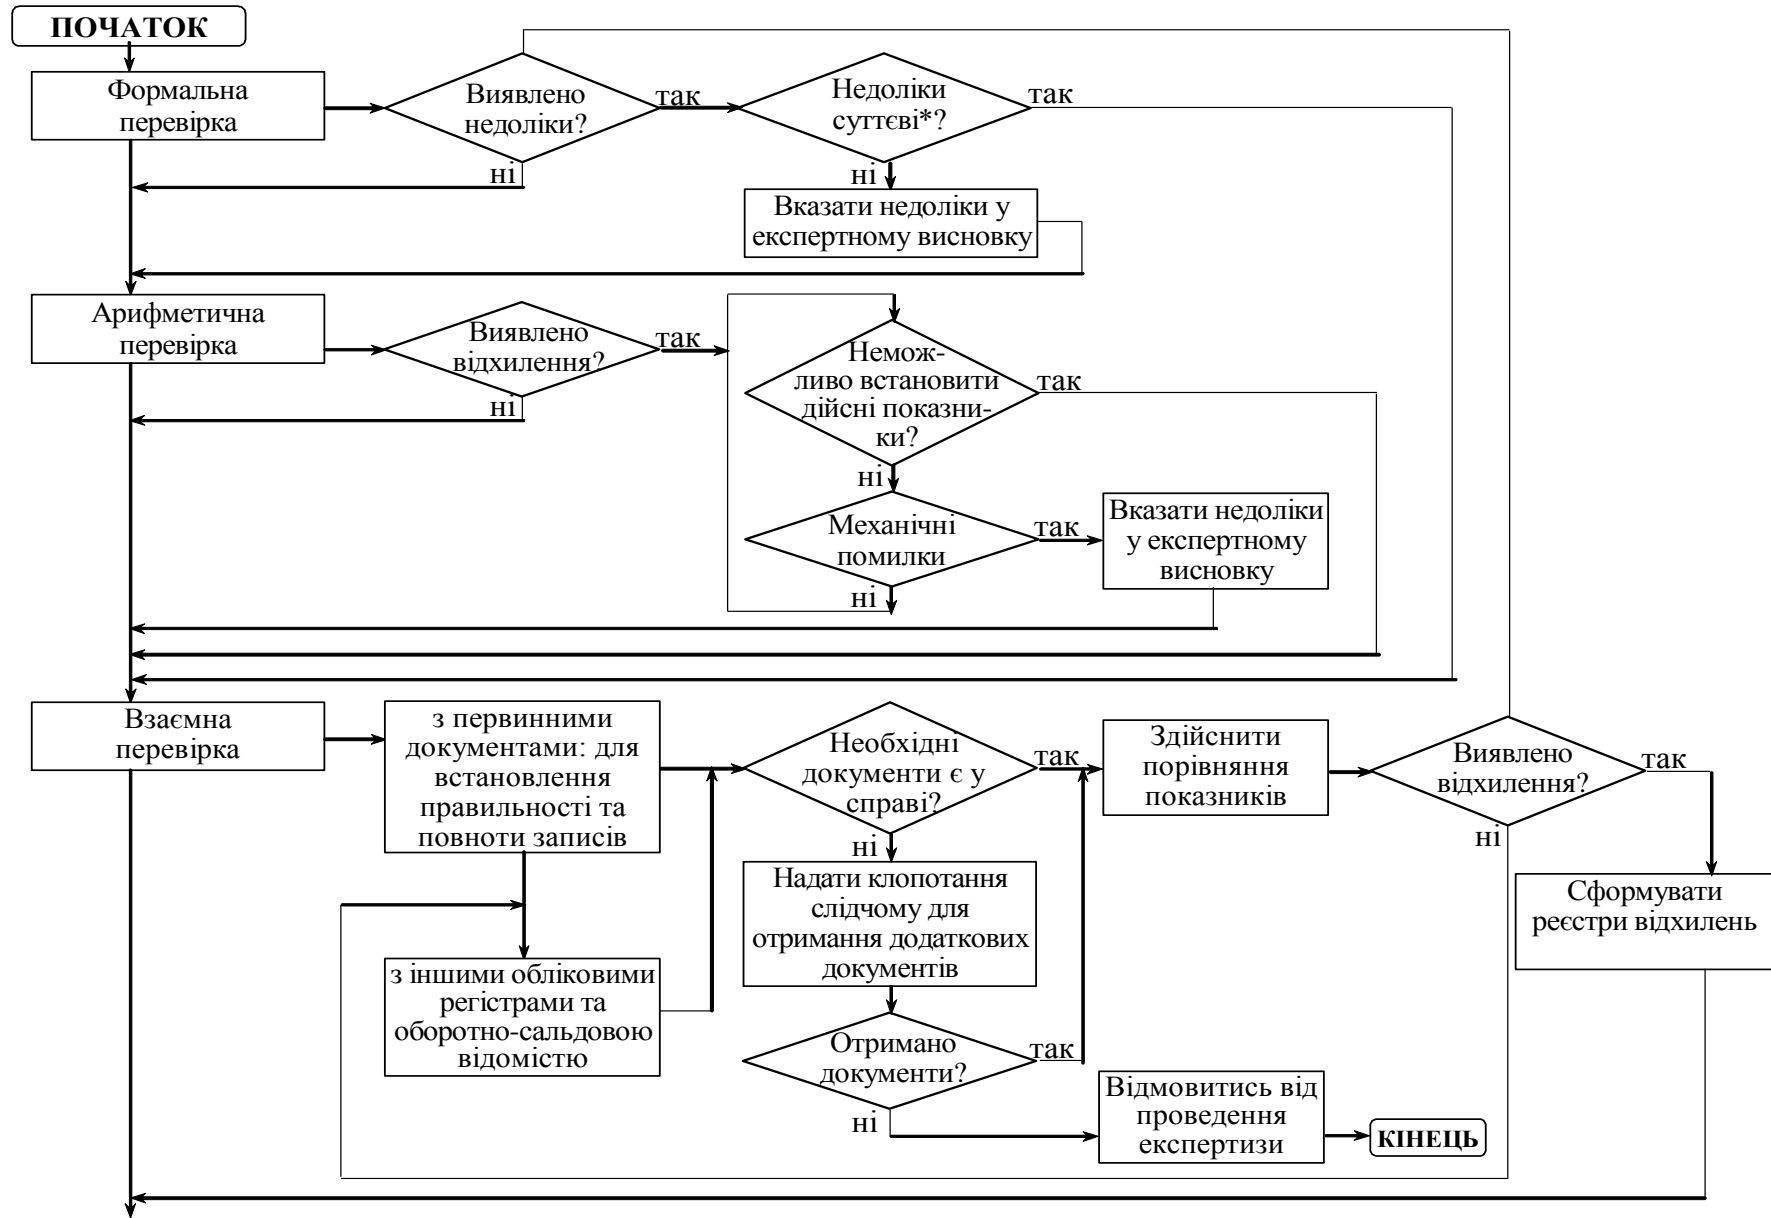 ПОЧАТОК
Формальна
перевірка
Виявлено
недоліки?
так
Недоліки
суттєві*?
так
ні
ні
Вказати недоліки у
експертному висновку
Арифметична
перевірка
Виявлено
відхилення?
так
ні
Немож-
ливо встановити
дійсні показни-
ки?
так
ні
Механічні
помилки
так
Вказати недоліки
у експертному
висновку
ні
Взаємна
перевірка
з первинними
документами: для
встановлення
правильності та
повноти записів
Необхідні
документи є у
справі?
так
Здійснити
порівняння
показників
Виявлено
відхилення?
так
ні
ні
Надати клопотання
слідчому для
отримання додаткових
документів
Сформувати
реєстри відхилень
з іншими обліковими
регістрами та
оборотно-сальдовою
відомістю
Отримано
документи?
так
ні
Відмовитись від
проведення
експертизи
КІНЕЦЬ